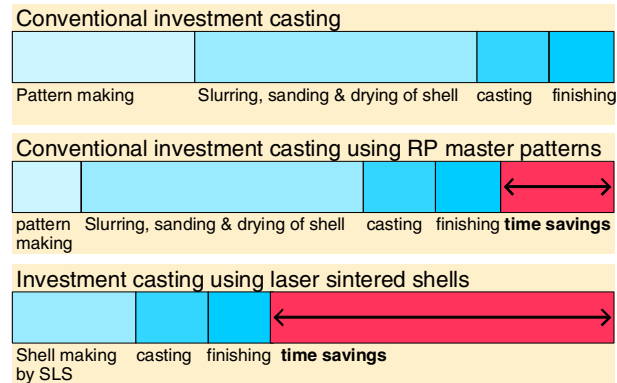 Conventional investment casting
Pattern making Slurring, sanding & drying of shell casting finishing
Conventional investment casting using RP master patterns
pattern making Slurring, sanding & drying of shell casting finishing time savings
Investment casting using laser sintered shells
Shell making by SLS casting finishing time savings